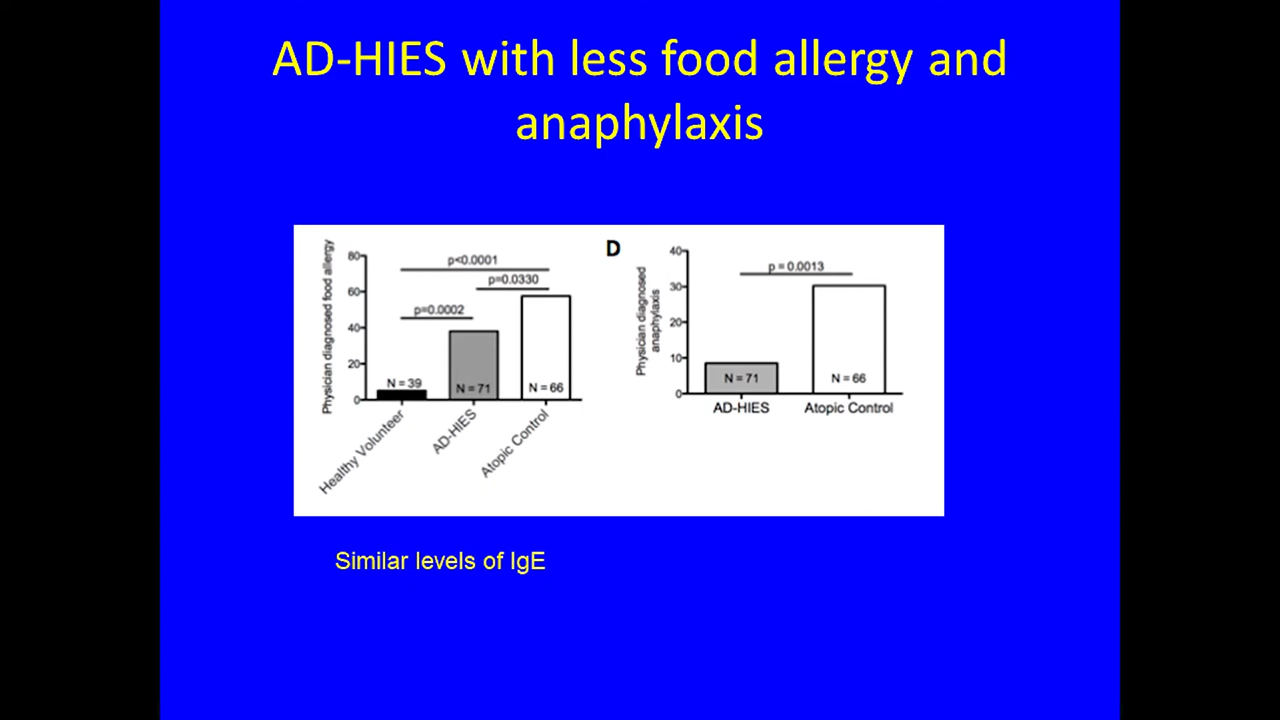 AD-HIES with less food allergy and
anaphylaxis
Physician diagnosed food allergy
80
60
40
20
0
p<0.0001
p=0.0330
p=0.0002
N = 39
N = 71
N = 66
Healthy Volunteer
AD-HIES
Atopic Control
D
Physician diagnosed
anaphylaxis
40
30
20
10
0
p = 0.0013
N = 71
N = 66
AD-HIES
Atopic Control
Similar levels of IgE